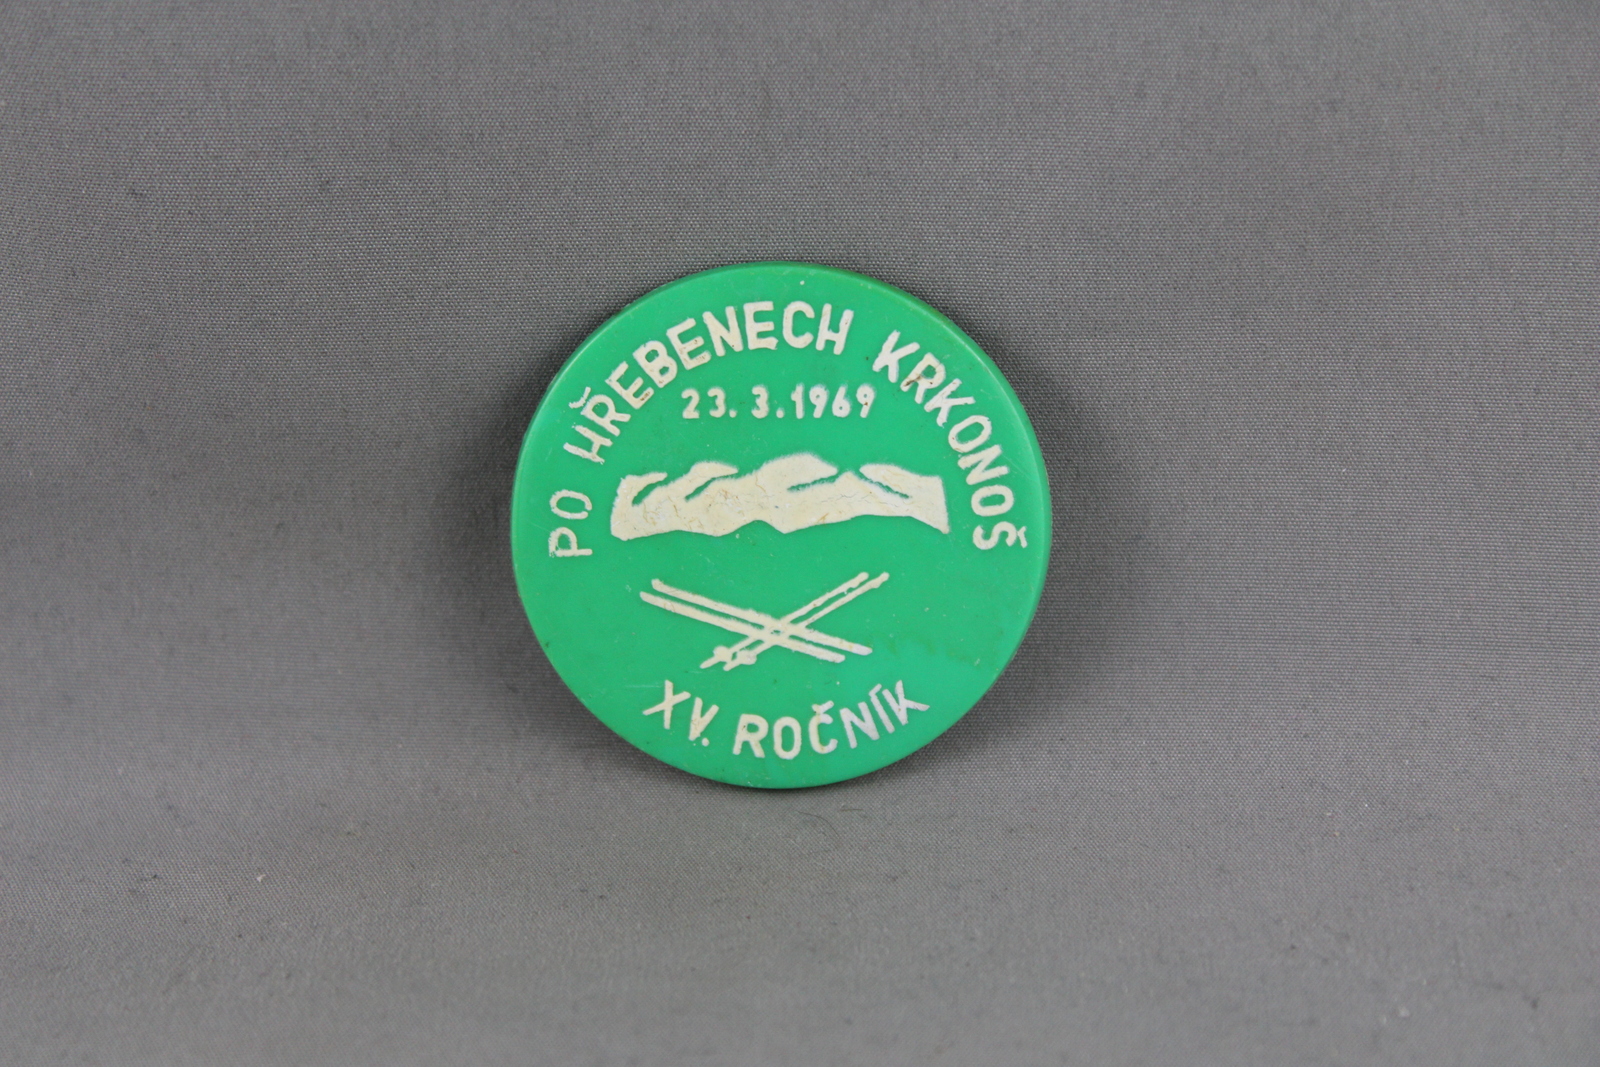 PO HŘEBENECH KRKONOŠ
23.3.1969
XV. ROČNÍK